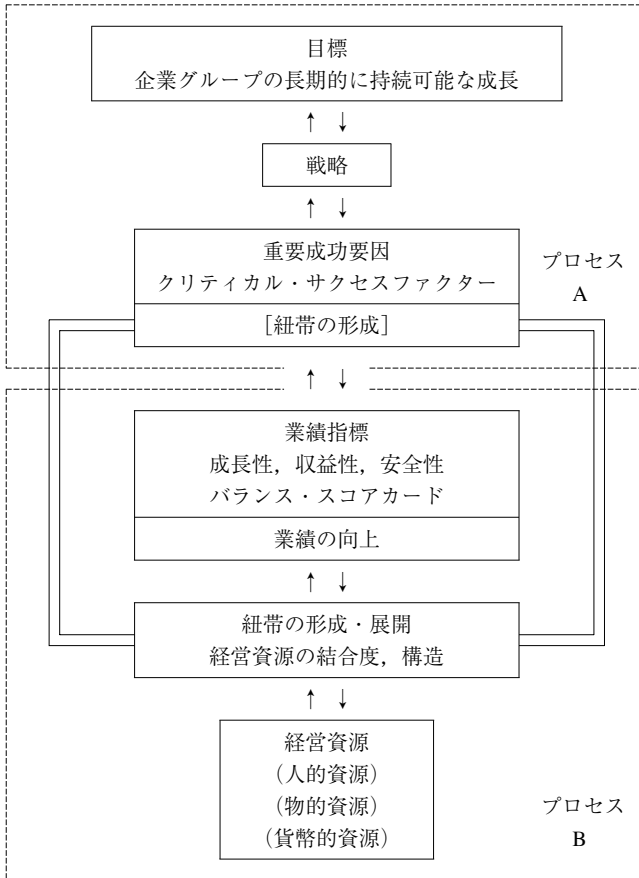 目標
企業グループの長期的に持続可能な成長
↑ ↓
戦略
↑ ↓
重要成功要因
クリティカル・サクセスファクター
[紐帯の形成]
プロセス
A
↑ ↓
業績指標
成長性，収益性，安全性
バランス・スコアカード
業績の向上
↑ ↓
紐帯の形成・展開
経営資源の結合度，構造
↑ ↓
経営資源
（人的資源）
（物的資源）
（貨幣的資源）
プロセス
B